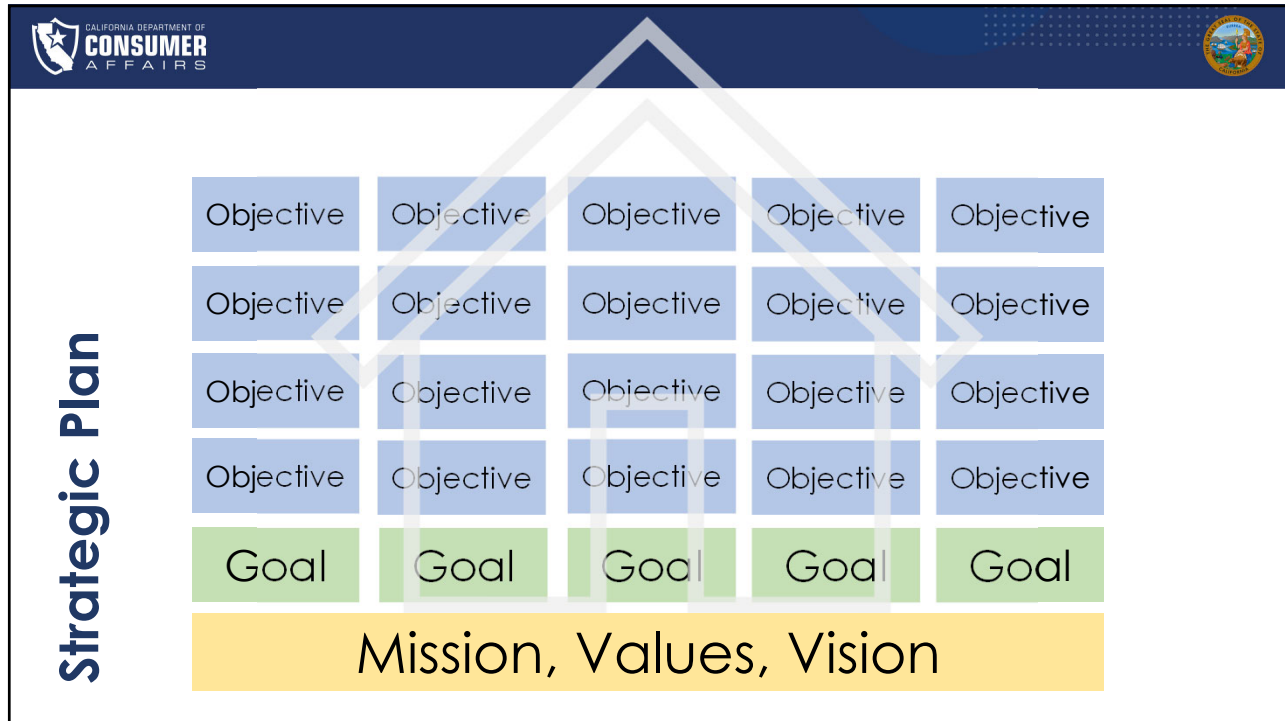 CALIFORNIA DEPARTMENT OF
CONSUMER
AFFAIRS
Strategic Plan
Objective Objective Objective Objective Objective
Objective Objective Objective Objective Objective
Objective Objective Objective Objective Objective
Objective Objective Objective Objective Objective
Goal Goal Goal Goal Goal
Mission, Values, Vision